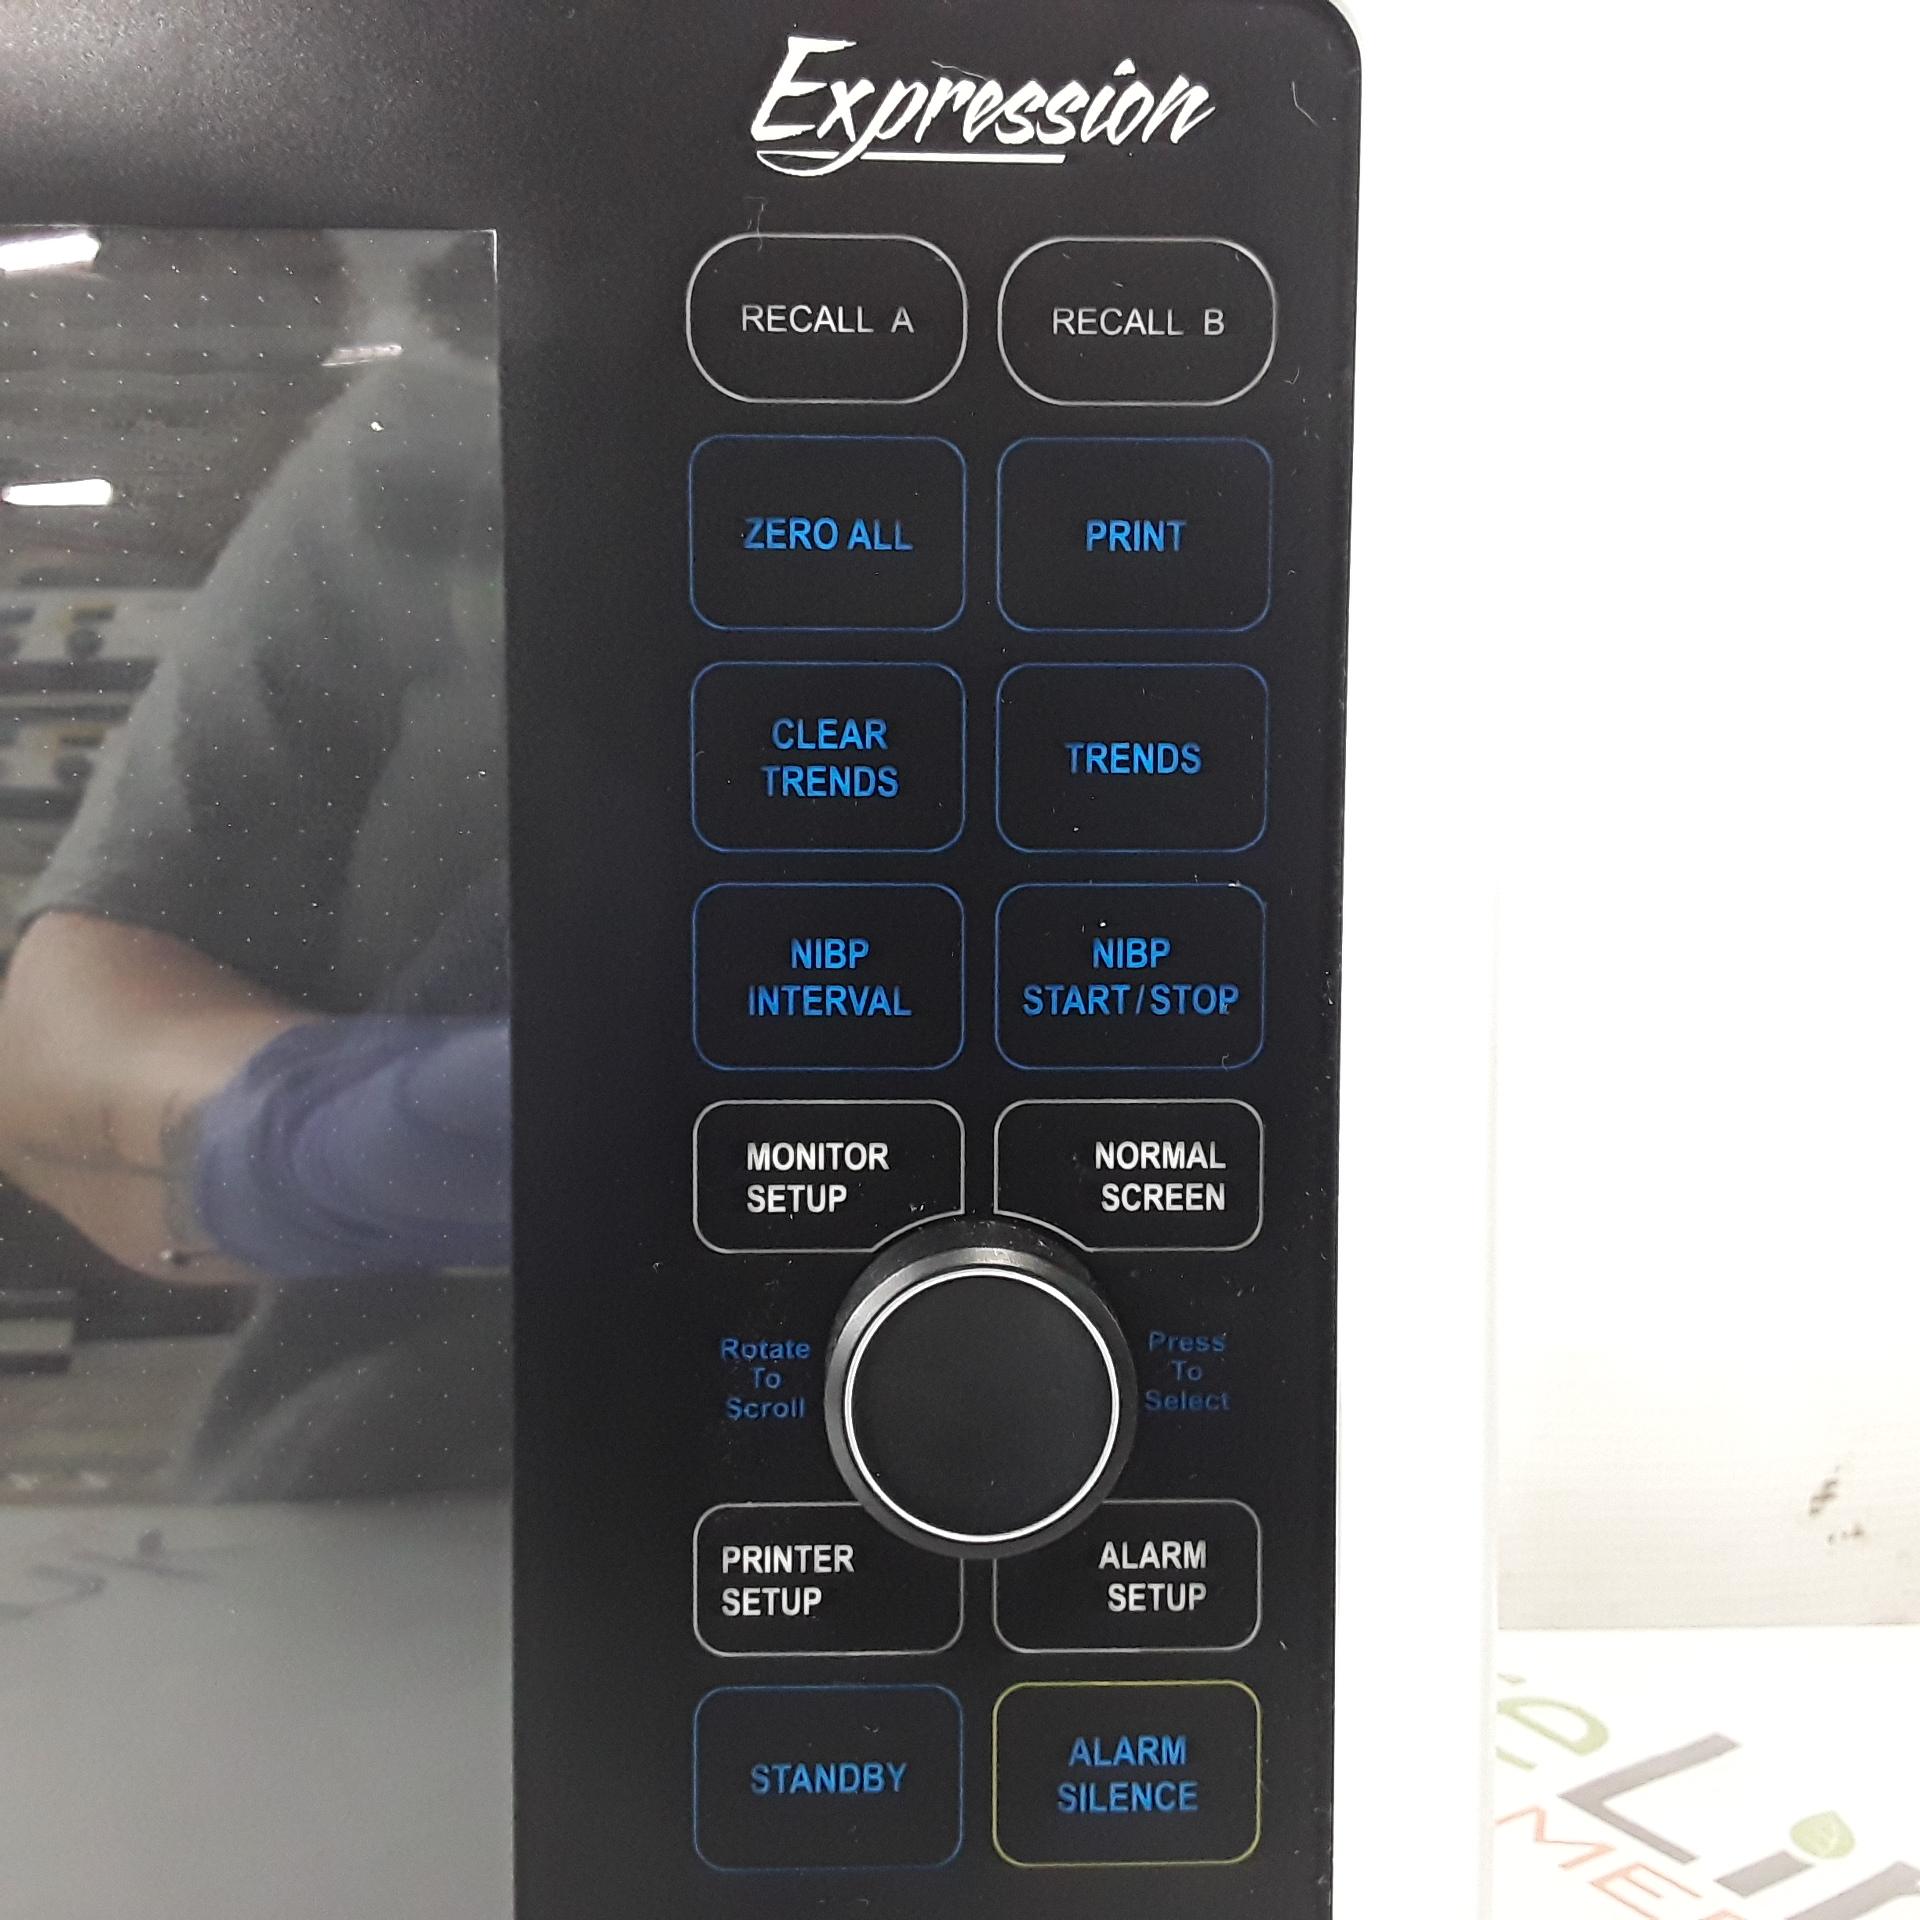 Expression
RECALL A
RECALL B
ZERO ALL
PRINT
CLEAR
TRENDS
TRENDS
NIBP
INTERVAL
NIBP
START/STOP
MONITOR
SETUP
NORMAL
SCREEN
Rotate
To
Scroll
Press
To
Select
PRINTER
SETUP
ALARM
SETUP
STANDBY
ALARM
SILENCE